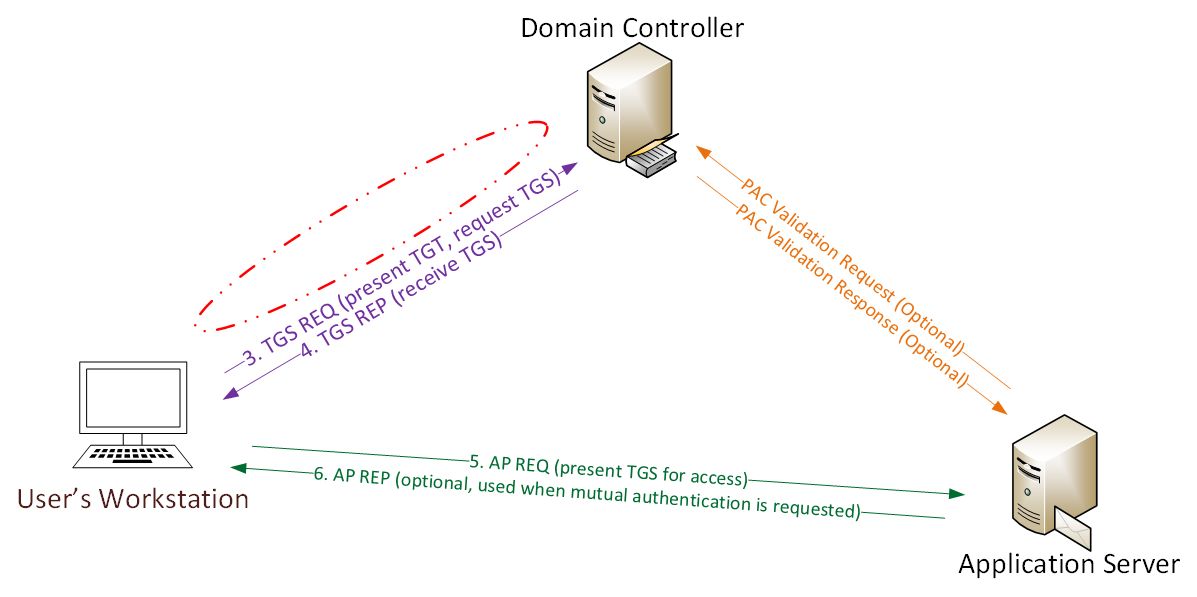 Domain Controller
3. TGS REQ (present TGT, request TGS)
4. TGS REP (receive TGS)
PAC Validation Request (Optional)
PAC Validation Response (Optional)
User's Workstation
5. AP REQ (present TGS for access)
6. AP REP (optional, used when mutual authentication is requested)
Application Server